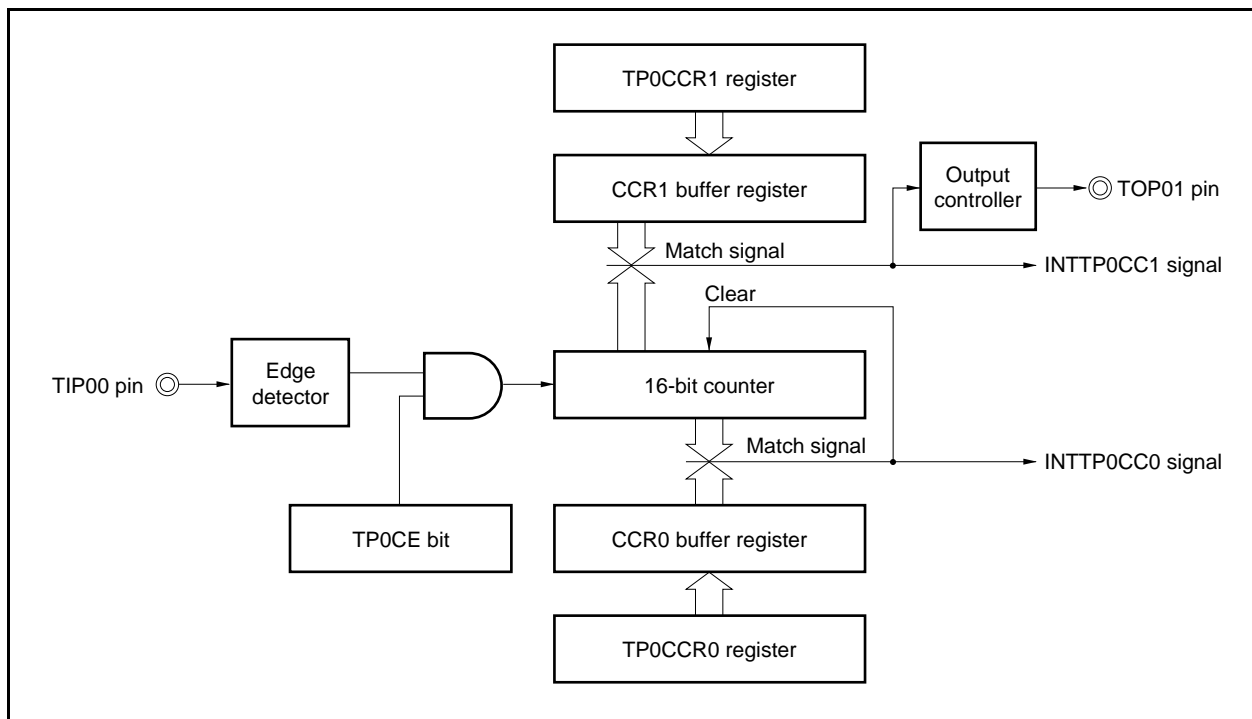 TP0CCR1 register
CCR1 buffer register
Output
controller
TOP01 pin
Match signal
INTTP0CC1 signal
Clear
TIP00 pin
Edge
detector
16-bit counter
Match signal
INTTP0CC0 signal
TP0CE bit
CCR0 buffer register
TP0CCR0 register